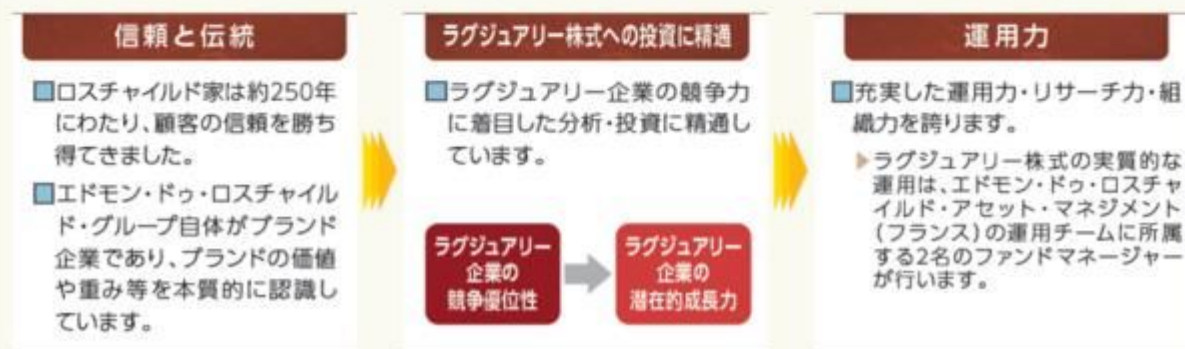 信頼と伝統
■ロスチャイルド家は約250年
にわたり、顧客の信頼を勝ち
得てきました。
■エドモン・ドゥ・ロスチャイル
ド・グループ自体がブランド
企業であり、ブランドの価値
や重み等を本質的に認識し
ています。
ラグジュアリー株式への投資に精通
■ラグジュアリー企業の競争力
に着目した分析・投資に精通し
ています。
ラグジュアリー
企業の
競争優位性
ラグジュアリー
企業の
潜在的成長力
運用力
■充実した運用力・リサーチ力・組
織力を誇ります。
▶ラグジュアリー株式の実質的な
運用は、エドモン・ドゥ・ロスチャ
イルド・アセット・マネジメント
(フランス)の運用チームに所属
する2名のファンドマネージャー
が行います。